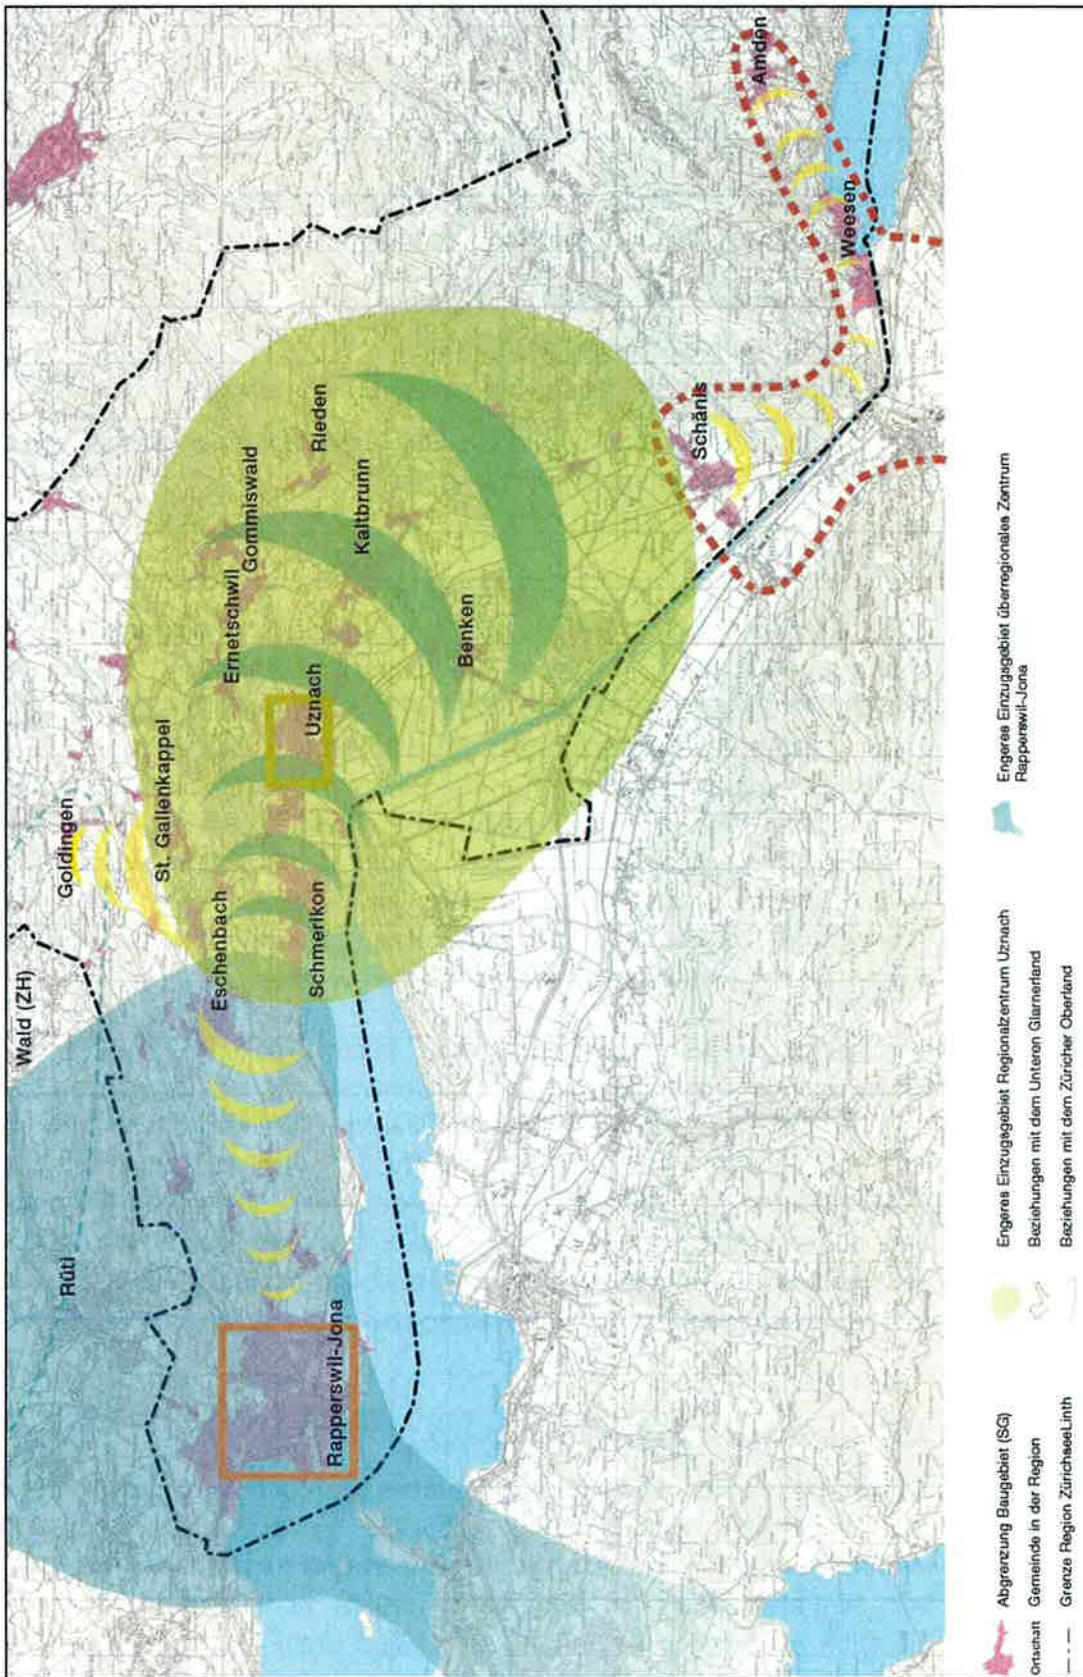 Wald (ZH)
Goldingen
Rüti
St. Gallenkappel
Eschenbach
Ernetschwil
Gommiswald
Rieden
Uznach
Kaltbrunn
Schmerikon
Rapperswil-Jona
Benken
Schänis
Amden
Weesen
Abgrenzung Baugebiet (SG)
Ortschaft Gemeinde in der Region
Grenze Region ZürichseeLinth
Engeres Einzugsgebiet Regionalzentrum Uznach
Beziehungen mit dem Unteren Glarnerland
Beziehungen mit dem Züricher Oberland
Engeres Einzugsgebiet überregionales Zentrum
Rapperswil-Jona